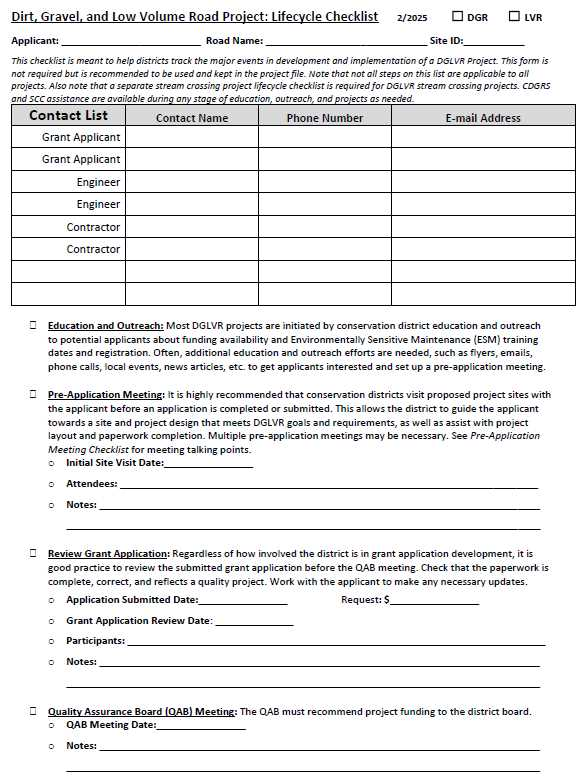 Dirt, Gravel, and Low Volume Road Project: Lifecycle Checklist 2/2025 ☐ DGR ☐ LVR
Applicant: ________________________ Road Name: ____________________________ Site ID:___________
This checklist is meant to help districts track the major events in development and implementation of a DGLVR Project. This form is
not required but is recommended to be used and kept in the project file. Note that not all steps on this list are applicable to all
projects. Also note that a separate stream crossing project lifecycle checklist is required for DGLVR stream crossing projects. CDGRS
and SCC assistance are available during any stage of education, outreach, and projects as needed.
Contact List Contact Name Phone Number E-mail Address
Grant Applicant
Grant Applicant
Engineer
Engineer
Contractor
Contractor
☐ Education and Outreach: Most DGLVR projects are initiated by conservation district education and outreach
to potential applicants about funding availability and Environmentally Sensitive Maintenance (ESM) training
dates and registration. Often, additional education and outreach efforts are needed, such as flyers, emails,
phone calls, local events, news articles, etc. to get applicants interested and set up a pre-application meeting.
☐ Pre-Application Meeting: It is highly recommended that conservation districts visit proposed project sites with
the applicant before an application is completed or submitted. This allows the district to guide the applicant
towards a site and project design that meets DGLVR goals and requirements, as well as assist with project
layout and paperwork completion. Multiple pre-application meetings may be necessary. See Pre-Application
Meeting Checklist for meeting talking points.
o Initial Site Visit Date:________________
o Attendees: ____________________________________________
o Notes: ____________________________________________
____________________________________________
☐ Review Grant Application: Regardless of how involved the district is in grant application development, it is
good practice to review the submitted grant application before the QAB meeting. Check that the paperwork is
complete, correct, and reflects a quality project. Work with the applicant to make any necessary updates.
o Application Submitted Date:________________ Request: $________________
o Grant Application Review Date: ______________
o Participants: ____________________________________________
o Notes: ____________________________________________
____________________________________________
☐ Quality Assurance Board (QAB) Meeting: The QAB must recommend project funding to the district board.
o QAB Meeting Date:________________
o Notes: ____________________________________________
____________________________________________